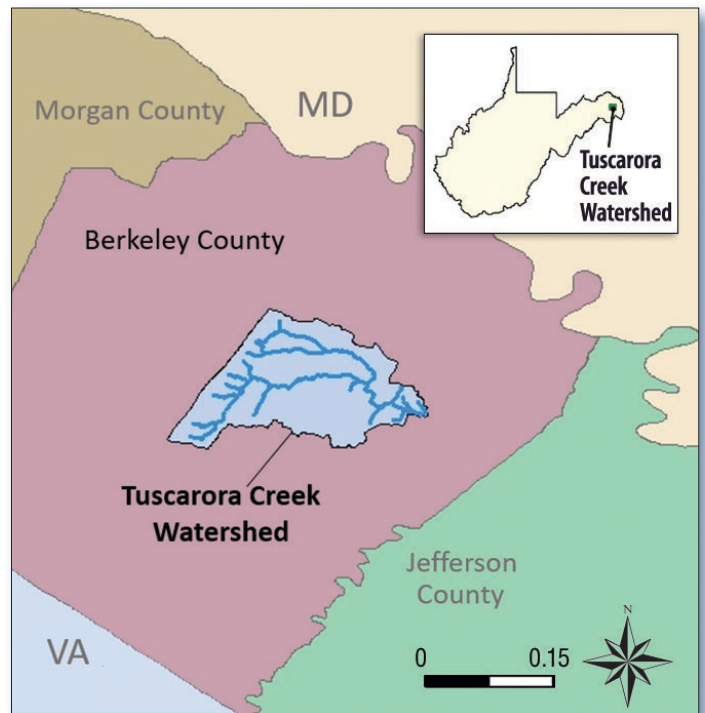 Morgan County
MD
Tuscarora
Creek
Watershed
Berkeley County
Tuscarora Creek
Watershed
Jefferson
County
VA
0
0.15
N